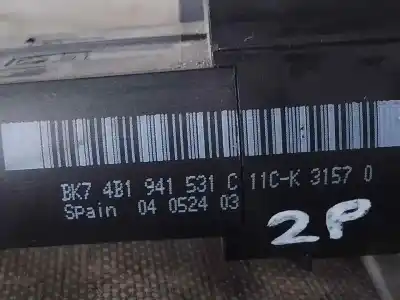 BK7 4B1 941 531 C 11C-K 3157 0
Spain 04 0524 03
2P